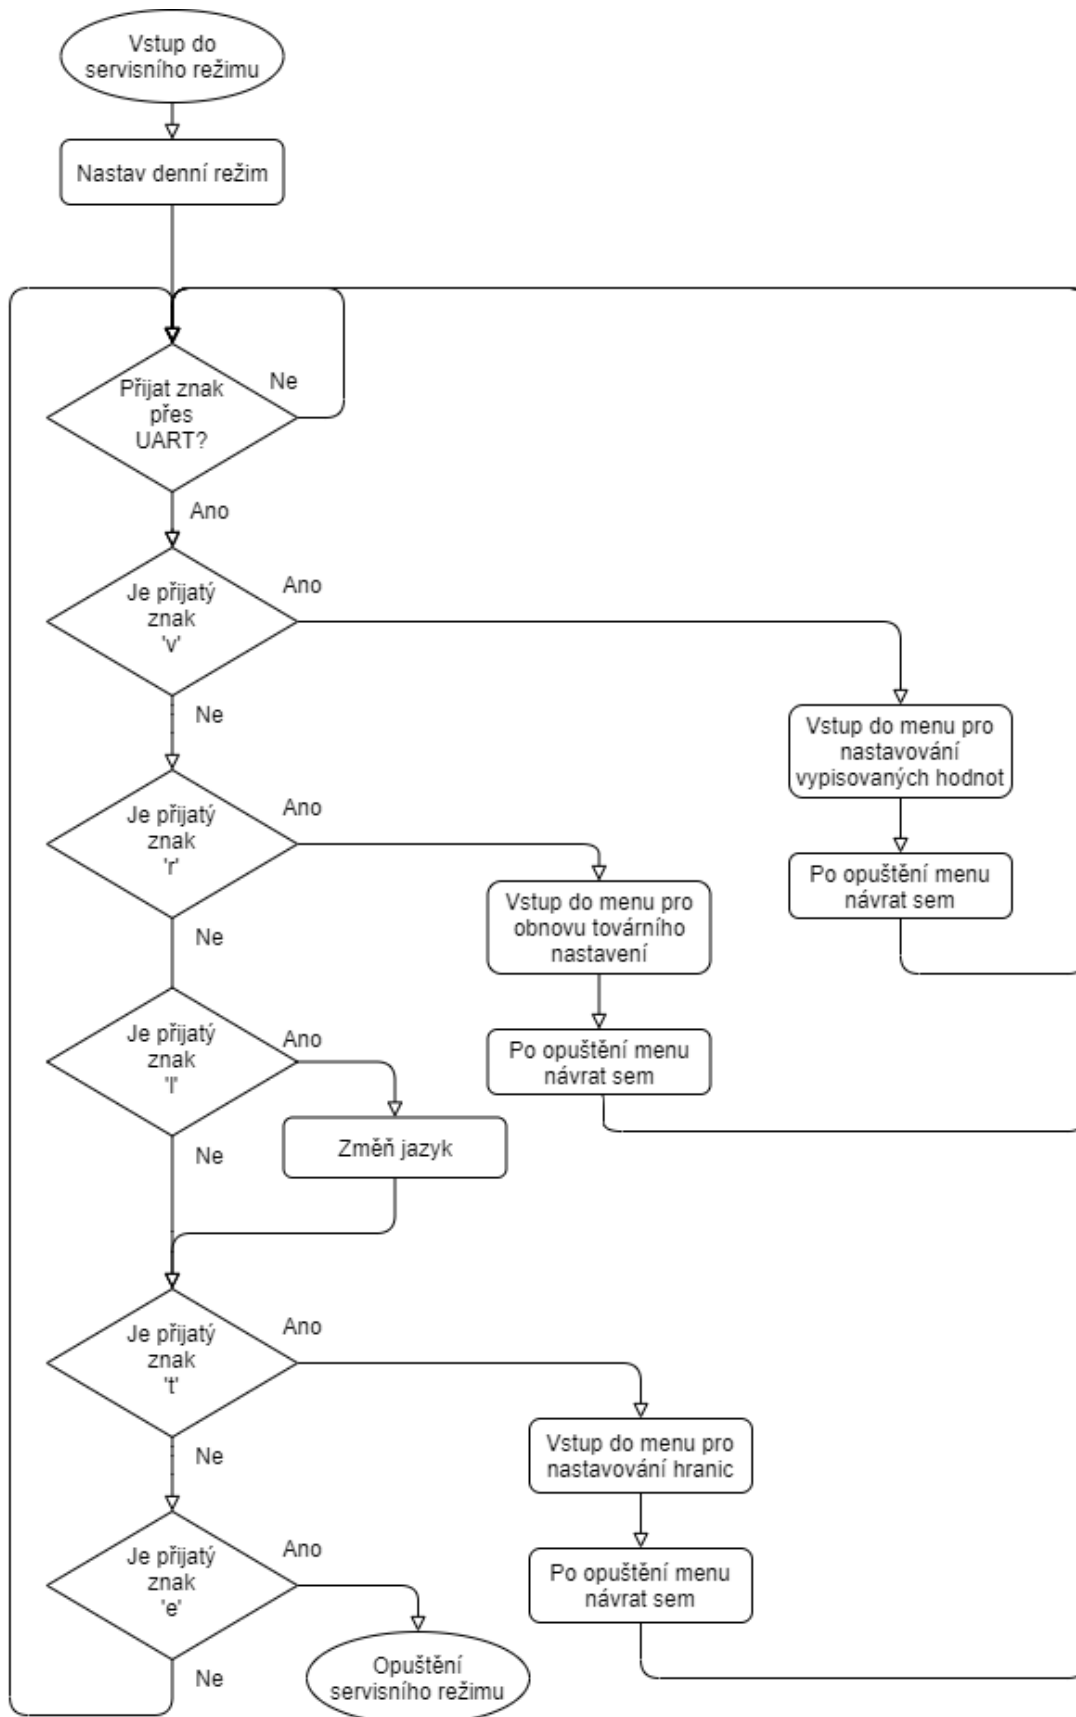 Vstup do
servisního režimu
Nastav denní režim
Přijat znak
přes
UART?
Ne
Ano
Je přijatý
znak
'v'
Ano
Ne
Vstup do menu pro
nastavování
vypisovaných hodnot
Po opuštění menu
návrat sem
Je přijatý
znak
'r'
Ano
Ne
Vstup do menu pro
obnovu továrního
nastavení
Po opuštění menu
návrat sem
Je přijatý
znak
'l'
Ano
Ne
Změň jazyk
Je přijatý
znak
't'
Ano
Ne
Vstup do menu pro
nastavování hranic
Po opuštění menu
návrat sem
Je přijatý
znak
'e'
Ano
Ne
Opuštění
servisního režimu